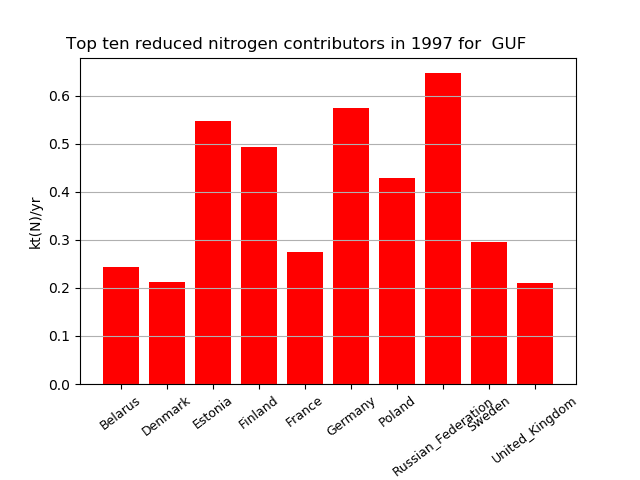 Top ten reduced nitrogen contributors in 1997 for  GUF
kt(N)/yr
0.6
0.5
0.4
0.3
0.2
0.1
0.0
Belarus
Denmark
Estonia
Finland
France
Germany
Poland
Russian_Federation
Sweden
United_Kingdom